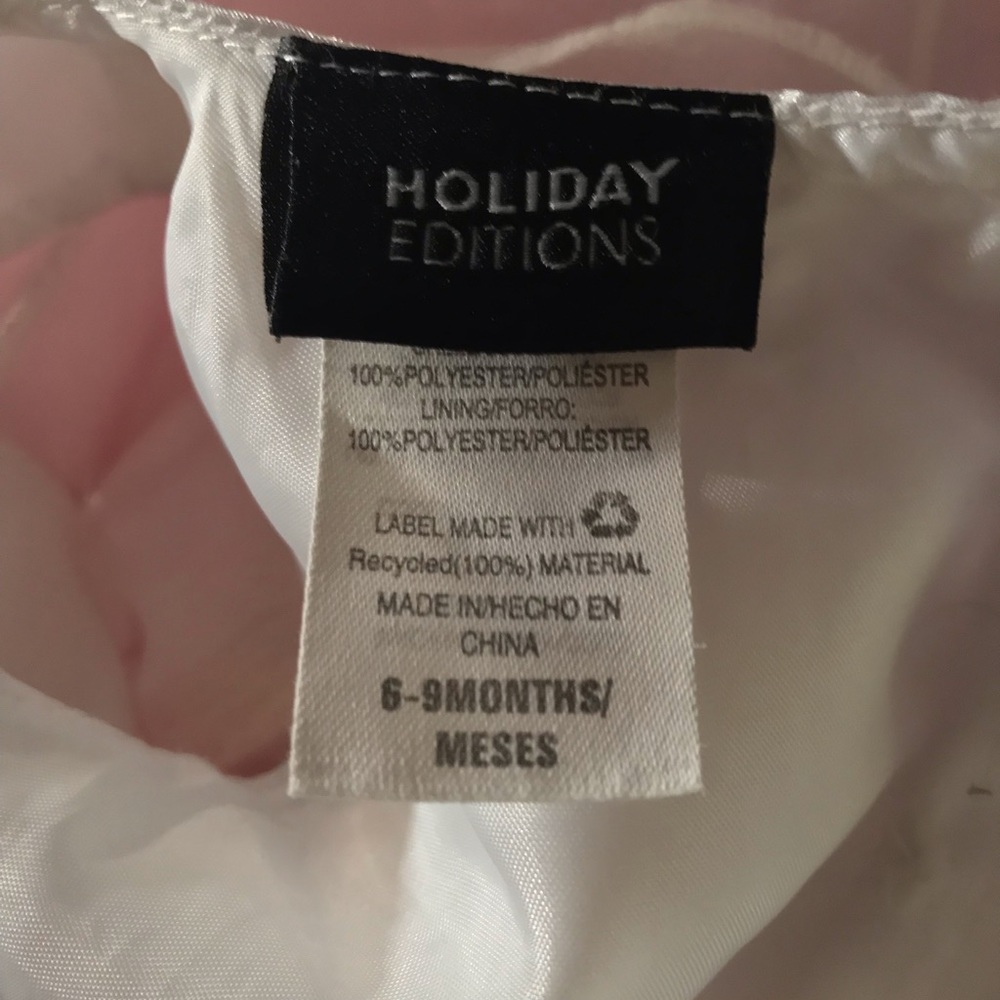 HOLIDAY
EDITIONS
100%POLYESTER/POLIÉSTER
LINING/FORRO:
100%POLYESTER/POLIÉSTER
LABEL MADE WITH
Recycled(100%) MATERIAL
MADE IN/HECHO EN
CHINA
6-9MONTHS/
MESES